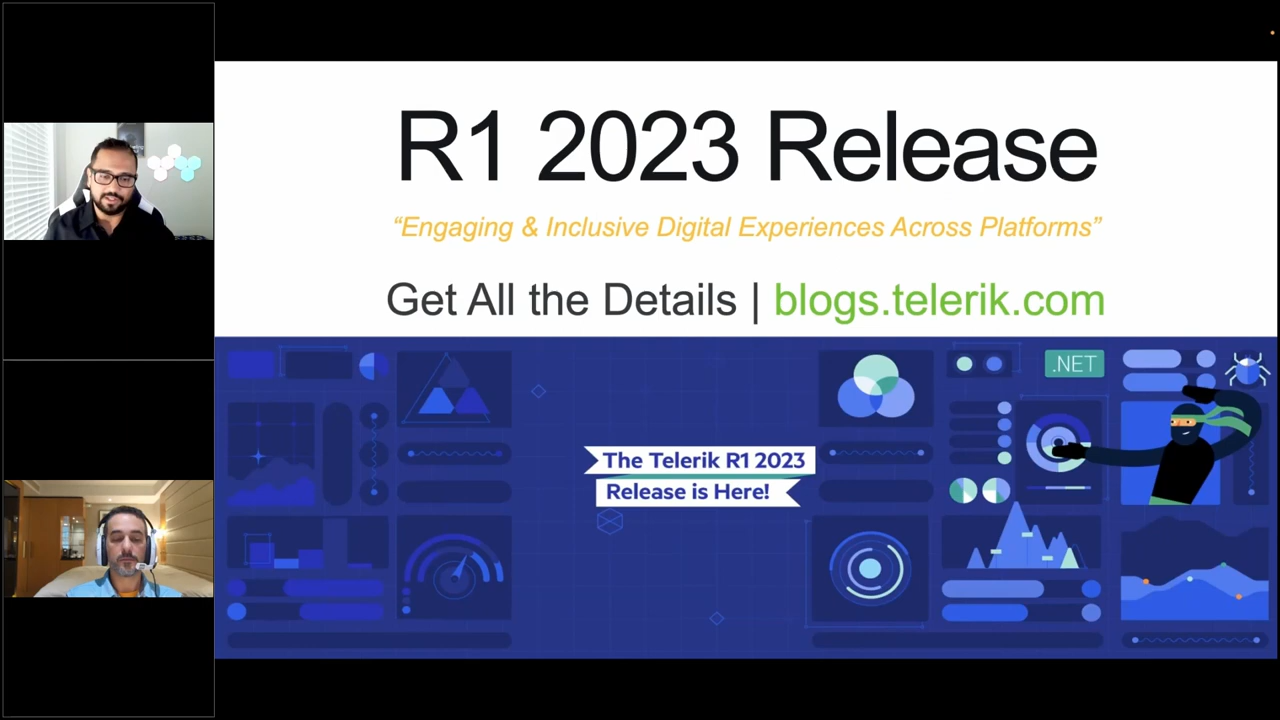 R1 2023 Release
“Engaging & Inclusive Digital Experiences Across Platforms”
Get All the Details | blogs.telerik.com
.NET
The Telerik R1 2023
Release is Here!